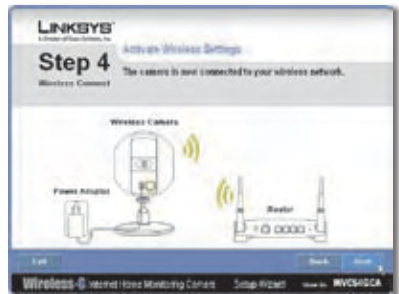 LINKSYS®
A Division of Cisco Systems, Inc.
Step 4
Wireless Connect
Activate Wireless Settings
The camera is now connected to your wireless network.
Wireless Camera
Power Adapter
Router
Exit
Back
Next
Wireless-G Internet Home Monitoring Camera Setup Wizard Model No. WVC54GCA